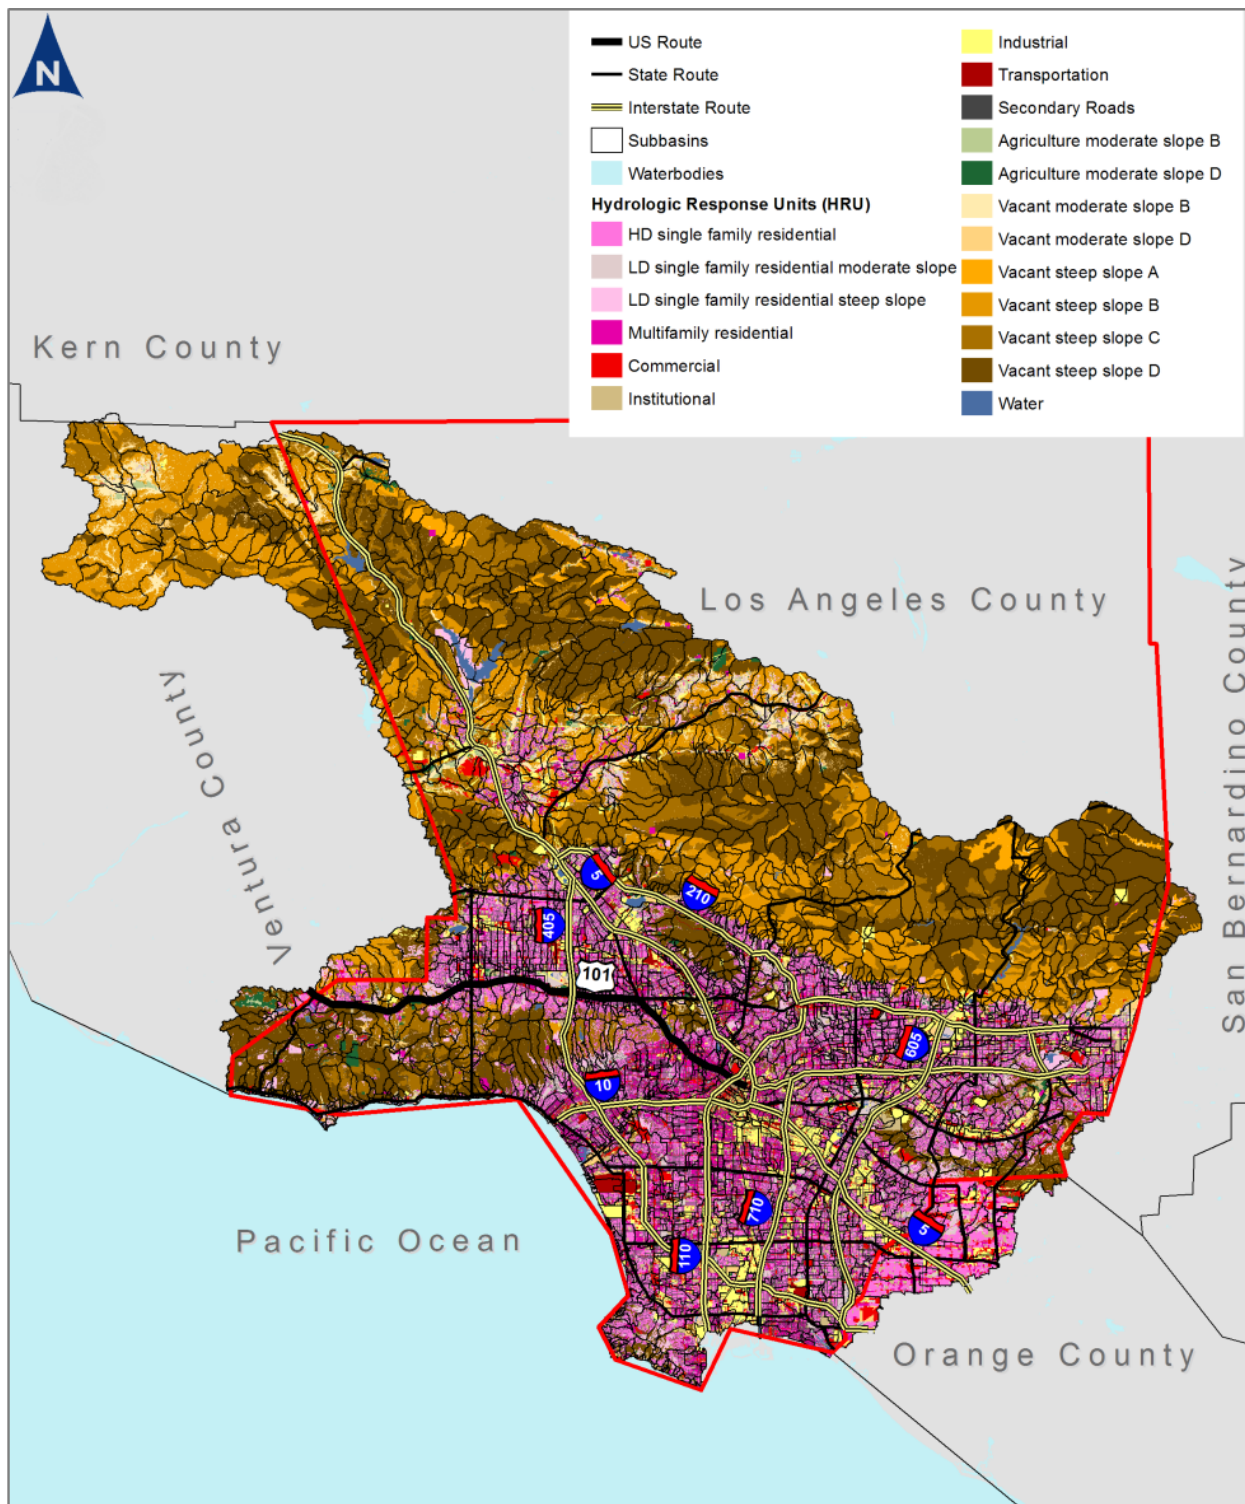 N
US Route
State Route
Interstate Route
Subbasins
Waterbodies
Hydrologic Response Units (HRU)
HD single family residential
LD single family residential moderate slope
LD single family residential steep slope
Multifamily residential
Commercial
Institutional
Industrial
Transportation
Secondary Roads
Agriculture moderate slope B
Agriculture moderate slope D
Vacant moderate slope B
Vacant moderate slope D
Vacant steep slope A
Vacant steep slope B
Vacant steep slope C
Vacant steep slope D
Water
Kern County
Los Angeles County
Ventura County
San Bernardino County
5
210
405
101
605
10
710
5
110
Pacific Ocean
Orange County